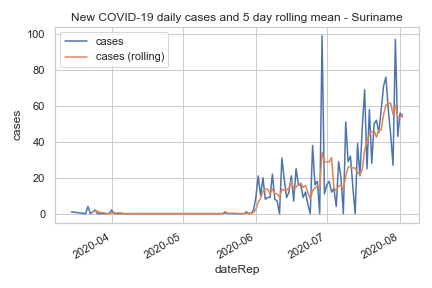 New COVID-19 daily cases and 5 day rolling mean - Suriname
cases
cases (rolling)
100
80
60
40
20
0
cases
2020-04
2020-05
2020-06
2020-07
2020-08
dateRep